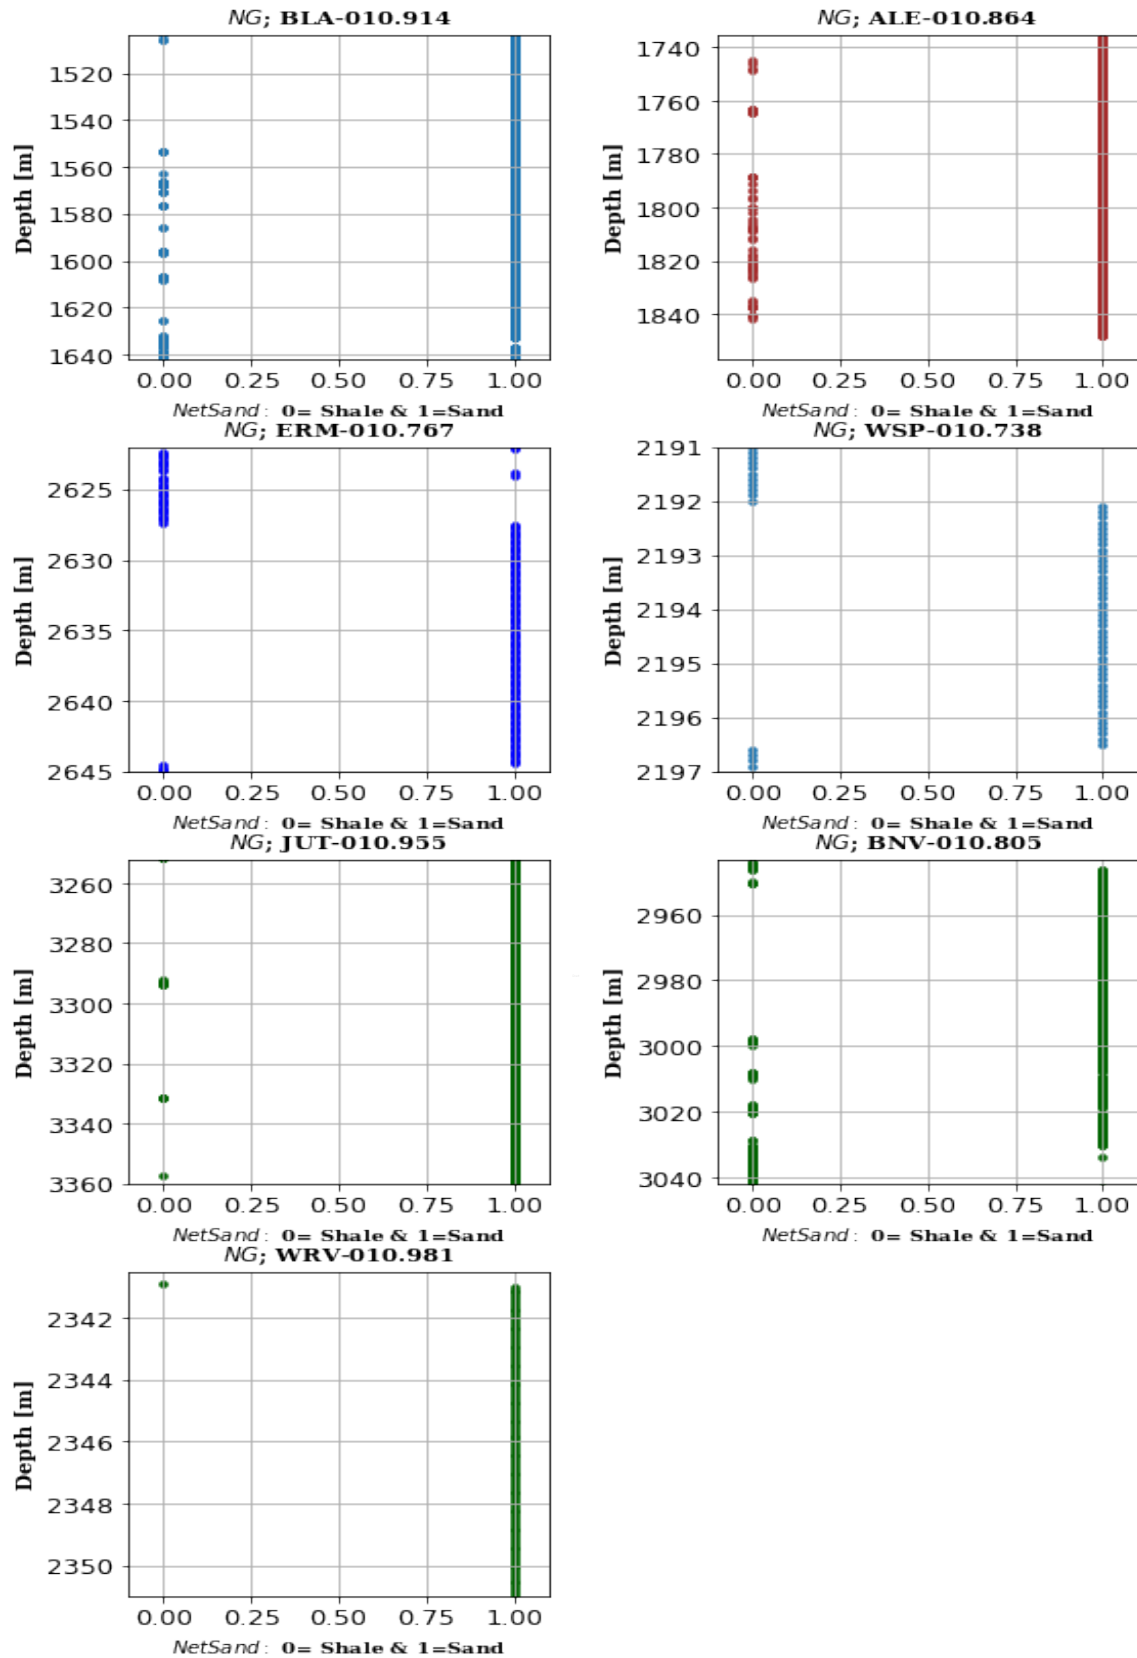 NG; BLA-010.914
1520
1540
1560
1580
1600
1620
1640
Depth [m]
0.00 0.25 0.50 0.75 1.00
NetSand: 0= Shale & 1=Sand
NG; ALE-010.864
1740
1760
1780
1800
1820
1840
Depth [m]
0.00 0.25 0.50 0.75 1.00
NetSand: 0= Shale & 1=Sand
NG; ERM-010.767
2625
2630
2635
2640
2645
Depth [m]
0.00 0.25 0.50 0.75 1.00
NetSand: 0= Shale & 1=Sand
NG; WSP-010.738
2191
2192
2193
2194
2195
2196
2197
Depth [m]
0.00 0.25 0.50 0.75 1.00
NetSand: 0= Shale & 1=Sand
NG; JUT-010.955
3260
3280
3300
3320
3340
3360
Depth [m]
0.00 0.25 0.50 0.75 1.00
NetSand: 0= Shale & 1=Sand
NG; BNV-010.805
2960
2980
3000
3020
3040
Depth [m]
0.00 0.25 0.50 0.75 1.00
NetSand: 0= Shale & 1=Sand
NG; WRV-010.981
2342
2344
2346
2348
2350
Depth [m]
0.00 0.25 0.50 0.75 1.00
NetSand: 0= Shale & 1=Sand